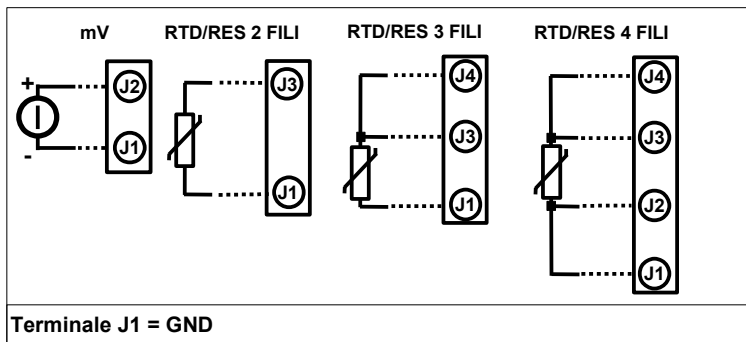 mV
RTD/RES 2 FILI
RTD/RES 3 FILI
RTD/RES 4 FILI
+
-
J2
J1
J3
J1
J4
J3
J1
J4
J3
J2
J1
Terminale J1 = GND